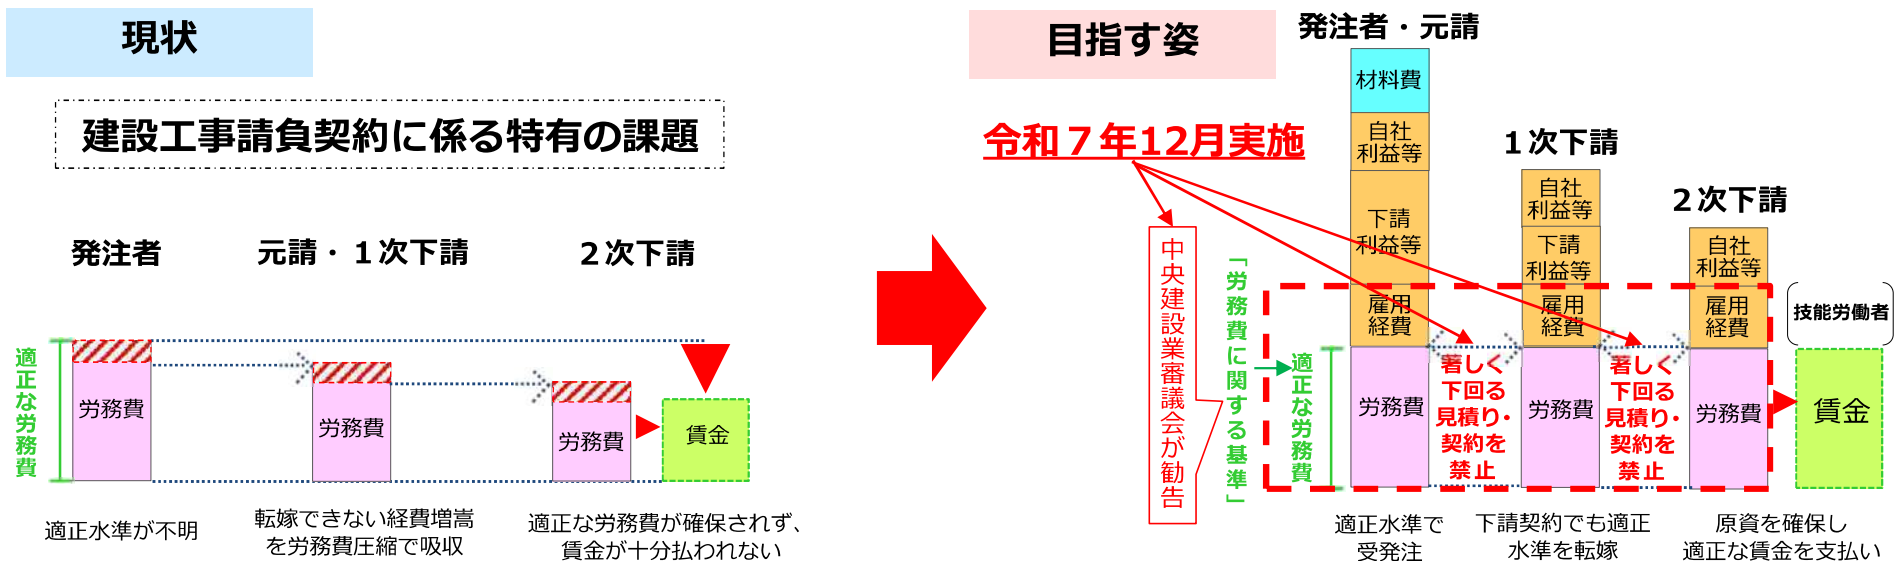 現状
建設工事請負契約に係る特有の課題
発注者
元請・１次下請
２次下請
適正な労務費
労務費
労務費
労務費
賃金
適正水準が不明
転嫁できない経費増嵩
を労務費圧縮で吸収
適正な労務費が確保されず、
賃金が十分払われない
目指す姿
令和７年12月実施
発注者・元請
１次下請
２次下請
材料費
自社
利益等
下請
利益等
雇用
経費
労務費
自社
利益等
下請
利益等
雇用
経費
労務費
自社
利益等
雇用
経費
労務費
中央建設業審議会が勧告
「労務費に関する基準」
適正な労務費
著しく
下回る
見積り・
契約を
禁止
著しく
下回る
見積り・
契約を
禁止
技能労働者
賃金
適正水準で
受発注
下請契約でも適正
水準を転嫁
原資を確保し
適正な賃金を支払い